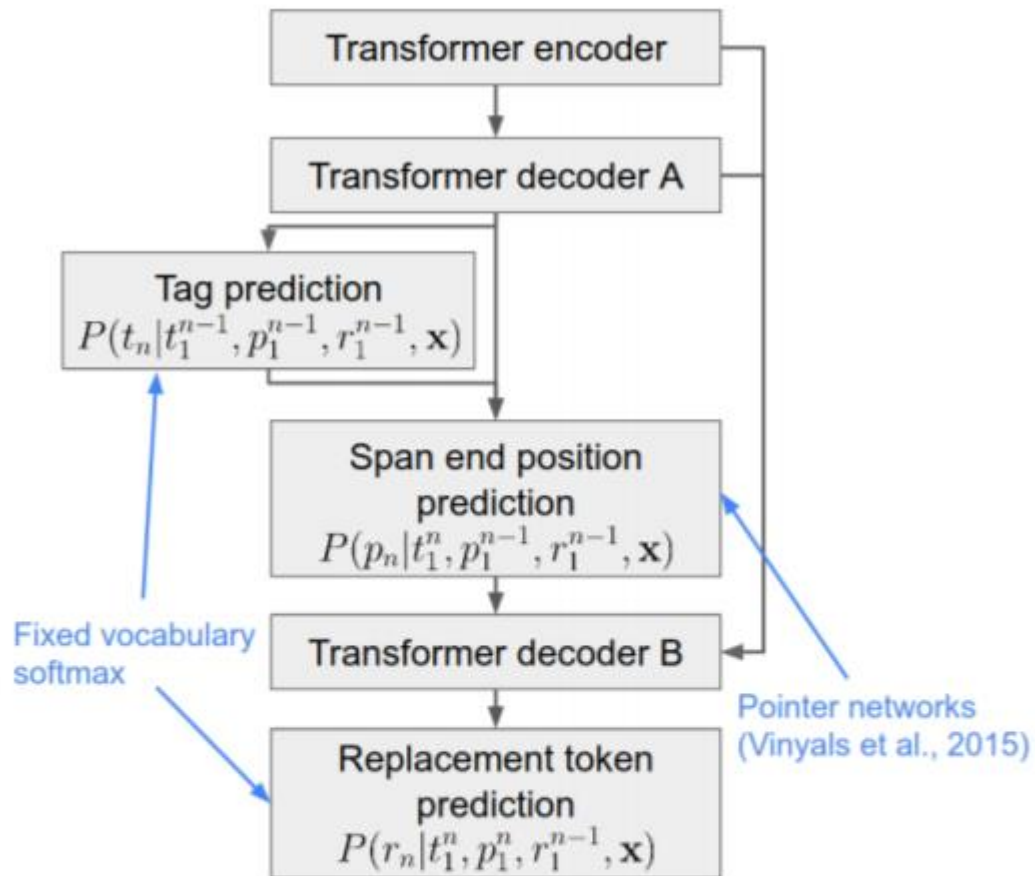 Transformer encoder
Transformer decoder A
Tag prediction
P(t_n|t_1^{n-1}, p_1^{n-1}, r_1^{n-1}, x)
Span end position
prediction
P(p_n|t_1^n, p_1^{n-1}, r_1^{n-1}, x)
Fixed vocabulary
softmax
Transformer decoder B
Pointer networks
(Vinyals et al., 2015)
Replacement token
prediction
P(r_n|t_1^n, p_1^n, r_1^{n-1}, x)